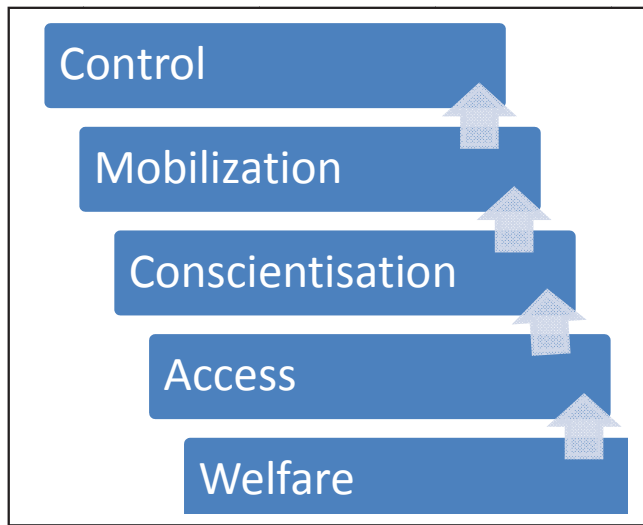 Control
Mobilization
Conscientisation
Access
Welfare